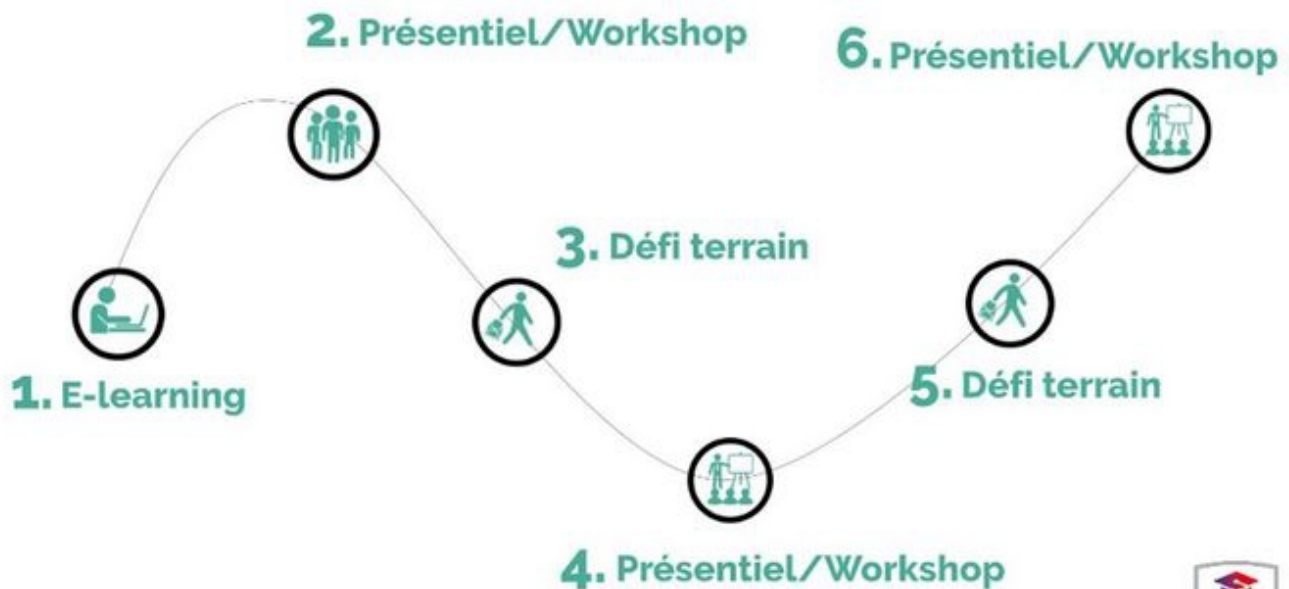 1. E-learning
2. Présentiel/Workshop
3. Défi terrain
4. Présentiel/Workshop
5. Défi terrain
6. Présentiel/Workshop